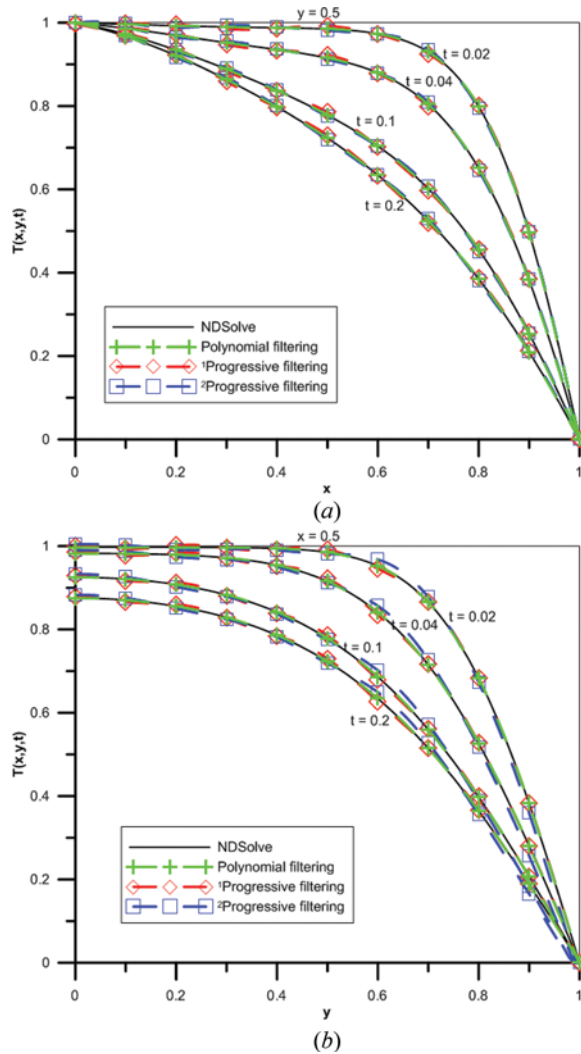 y = 0.5
1
t = 0.02
t = 0.04
0.8
t = 0.1
T(x,y,t)
0.6
t = 0.2
0.4
NDSolve
Polynomial filtering
¹Progressive filtering
²Progressive filtering
0.2
0
0 0.2 0.4 0.6 0.8 1
x
(a)
x = 0.5
1
t = 0.02
0.8
t = 0.04
t = 0.1
T(x,y,t)
0.6
t = 0.2
0.4
NDSolve
Polynomial filtering
¹Progressive filtering
²Progressive filtering
0.2
0
0 0.2 0.4 0.6 0.8 1
y
(b)